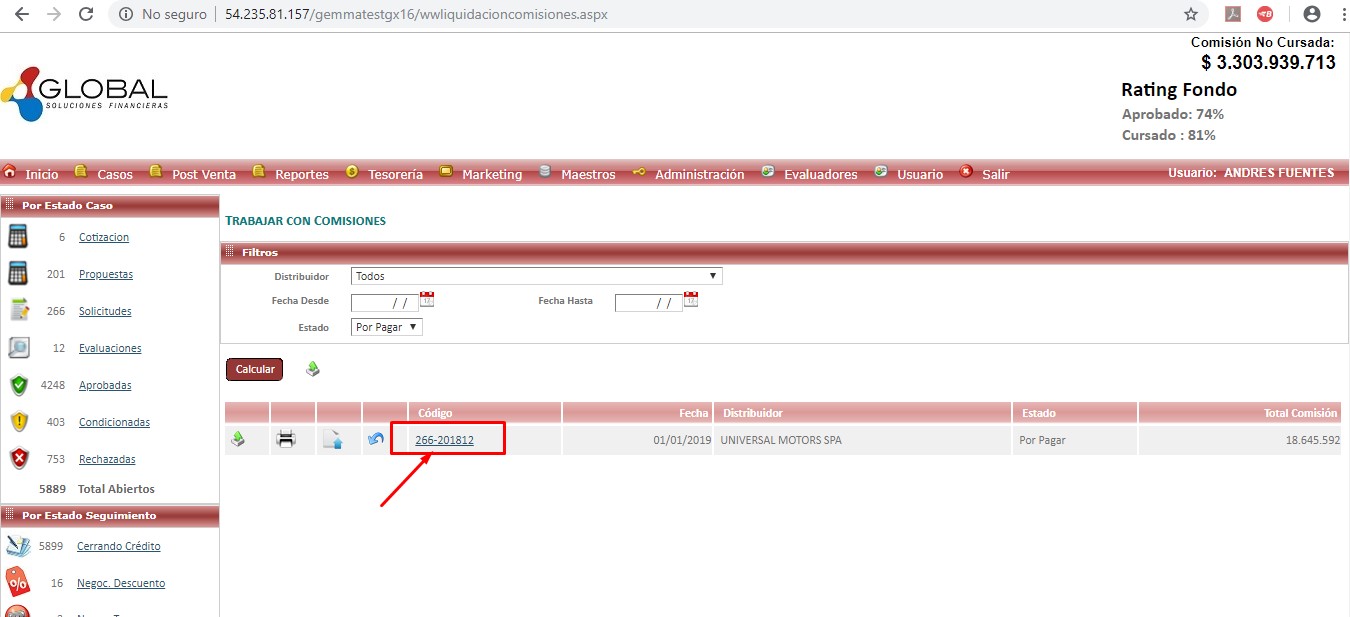 No seguro | 54.235.81.157/gemmatestgx16/wwliquidacioncomisiones.aspx
Comisión No Cursada:
$ 3.303.939.713
GLOBAL
SOLUCIONES FINANCIERAS
Rating Fondo
Aprobado: 74%
Cursado : 81%
Inicio Casos Post Venta Reportes Tesorería Marketing Maestros Administración Evaluadores Usuario Salir Usuario: ANDRES FUENTES
Por Estado Caso
6 Cotizacion
201 Propuestas
266 Solicitudes
12 Evaluaciones
4248 Aprobadas
403 Condicionadas
753 Rechazadas
5889 Total Abiertos
Por Estado Seguimiento
5899 Cerrando Crédito
16 Negoc. Descuento
TRABAJAR CON COMISIONES
Filtros
Distribuidor Todos
Fecha Desde / / Fecha Hasta / /
Estado Por Pagar
Calcular
Código Fecha Distribuidor Estado Total Comisión
266-201812 01/01/2019 UNIVERSAL MOTORS SPA Por Pagar 18.645.592